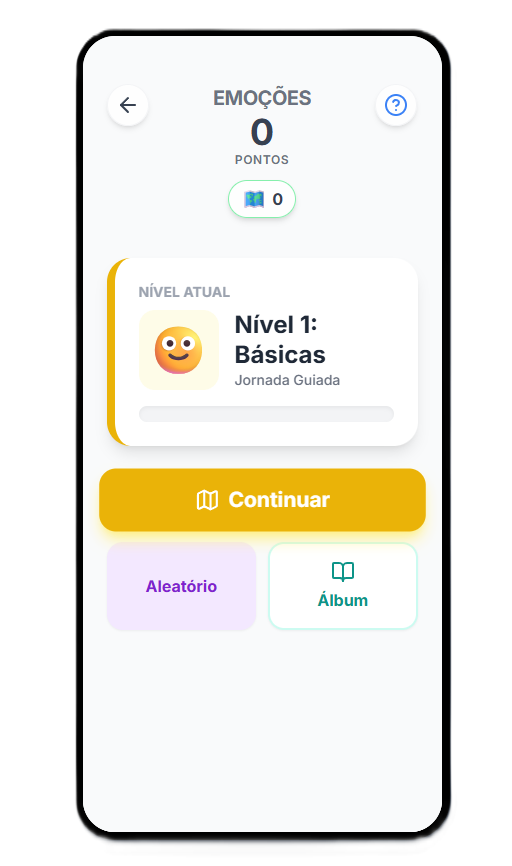 EMOÇÕES
0
PONTOS
0
NÍVEL ATUAL
Nível 1:
Básicas
Jornada Guiada
Continuar
Aleatório
Álbum